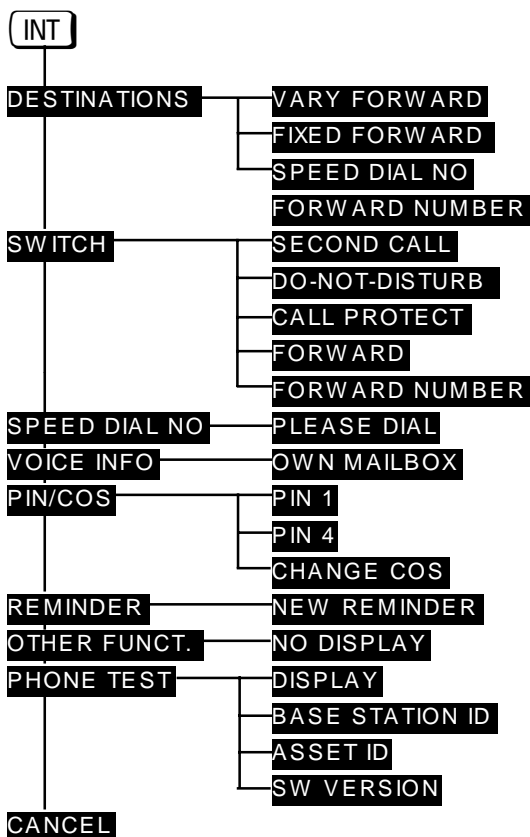 INT
DESTINATIONS VARY FORWARD
FIXED FORWARD
SPEED DIAL NO
FORWARD NUMBER
SWITCH SECOND CALL
DO-NOT-DISTURB
CALL PROTECT
FORWARD
FORWARD NUMBER
SPEED DIAL NO PLEASE DIAL
VOICE INFO OWN MAILBOX
PIN/COS PIN 1
PIN 4
CHANGE COS
REMINDER NEW REMINDER
OTHER FUNCT. NO DISPLAY
PHONE TEST DISPLAY
BASE STATION ID
ASSET ID
SW VERSION
CANCEL